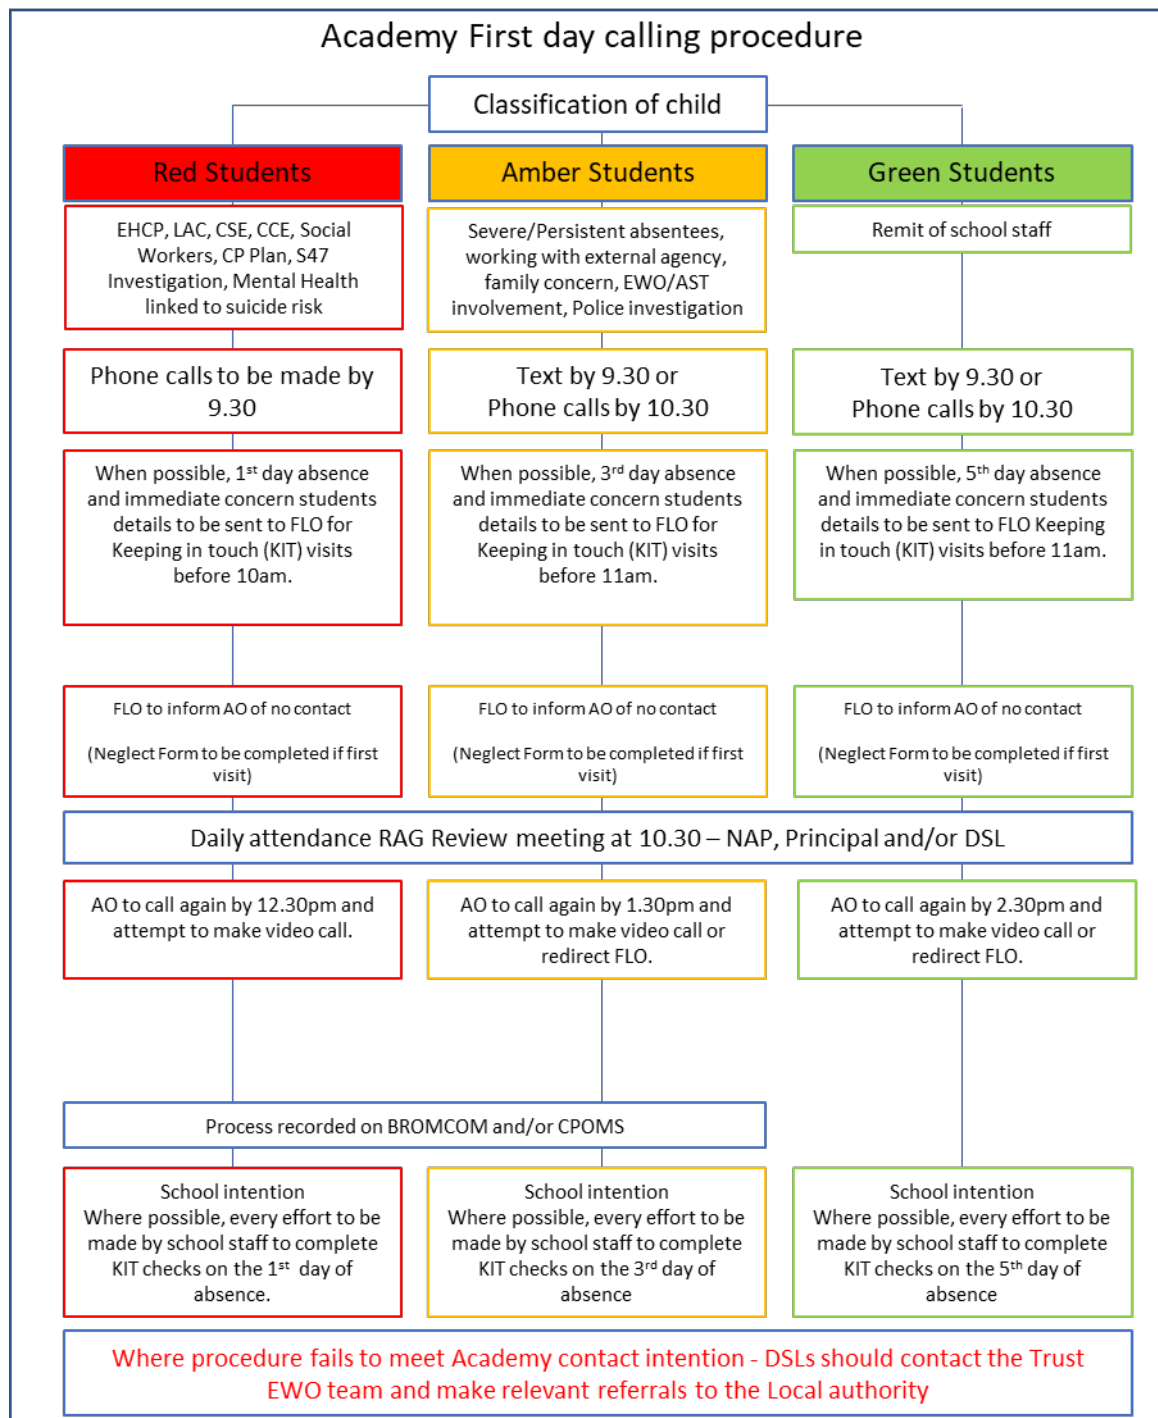 Academy First day calling procedure
Classification of child
Red Students
Amber Students
Green Students
EHCP, LAC, CSE, CCE, Social
Workers, CP Plan, S47
Investigation, Mental Health
linked to suicide risk
Severe/Persistent absentees,
working with external agency,
family concern, EWO/AST
involvement, Police investigation
Remit of school staff
Phone calls to be made by
9.30
Text by 9.30 or
Phone calls by 10.30
Text by 9.30 or
Phone calls by 10.30
When possible, 1st day absence
and immediate concern students
details to be sent to FLO for
Keeping in touch (KIT) visits
before 10am.
When possible, 3rd day absence
and immediate concern students
details to be sent to FLO for
Keeping in touch (KIT) visits
before 11am.
When possible, 5th day absence
and immediate concern students
details to be sent to FLO Keeping
in touch (KIT) visits before 11am.
FLO to inform AO of no contact
(Neglect Form to be completed if first
visit)
FLO to inform AO of no contact
(Neglect Form to be completed if first
visit)
FLO to inform AO of no contact
(Neglect Form to be completed if first
visit)
Daily attendance RAG Review meeting at 10.30 – NAP, Principal and/or DSL
AO to call again by 12.30pm and
attempt to make video call.
AO to call again by 1.30pm and
attempt to make video call or
redirect FLO.
AO to call again by 2.30pm and
attempt to make video call or
redirect FLO.
Process recorded on BROMCOM and/or CPOMS
School intention
Where possible, every effort to be
made by school staff to complete
KIT checks on the 1st day of
absence.
School intention
Where possible, every effort to be
made by school staff to complete
KIT checks on the 3rd day of
absence
School intention
Where possible, every effort to be
made by school staff to complete
KIT checks on the 5th day of
absence
Where procedure fails to meet Academy contact intention - DSLs should contact the Trust
EWO team and make relevant referrals to the Local authority